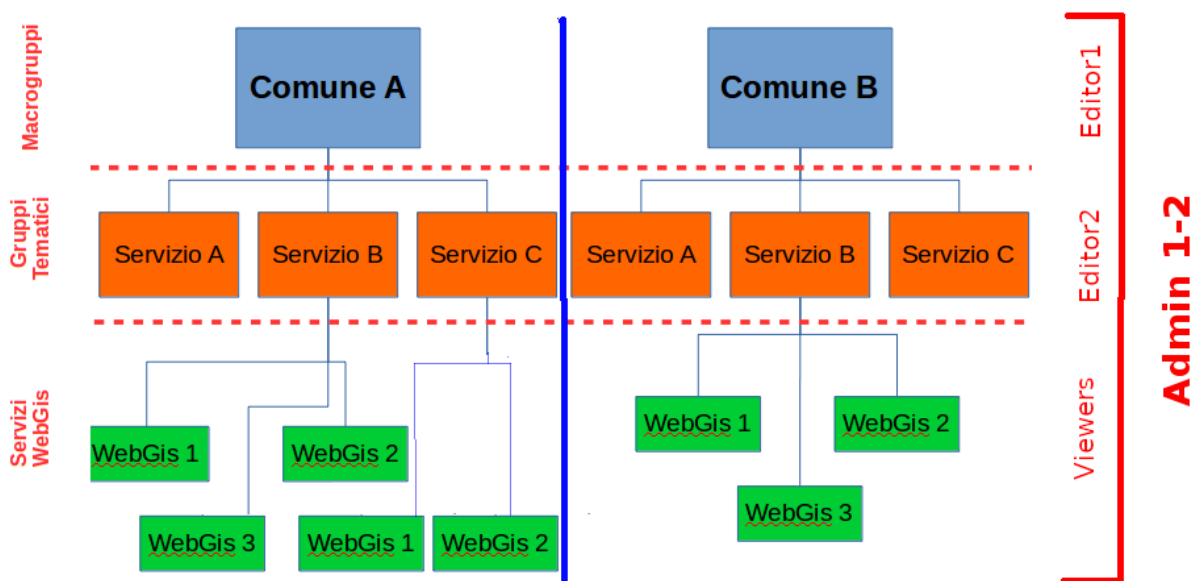 Macrogruppi
Comune A
Comune B
Editor1
Gruppi
Tematici
Servizio A
Servizio B
Servizio C
Servizio A
Servizio B
Servizio C
Editor2
Admin 1-2
Servizi
WebGis
WebGis 1
WebGis 2
WebGis 3
WebGis 1
WebGis 2
WebGis 1
WebGis 2
WebGis 3
Viewers